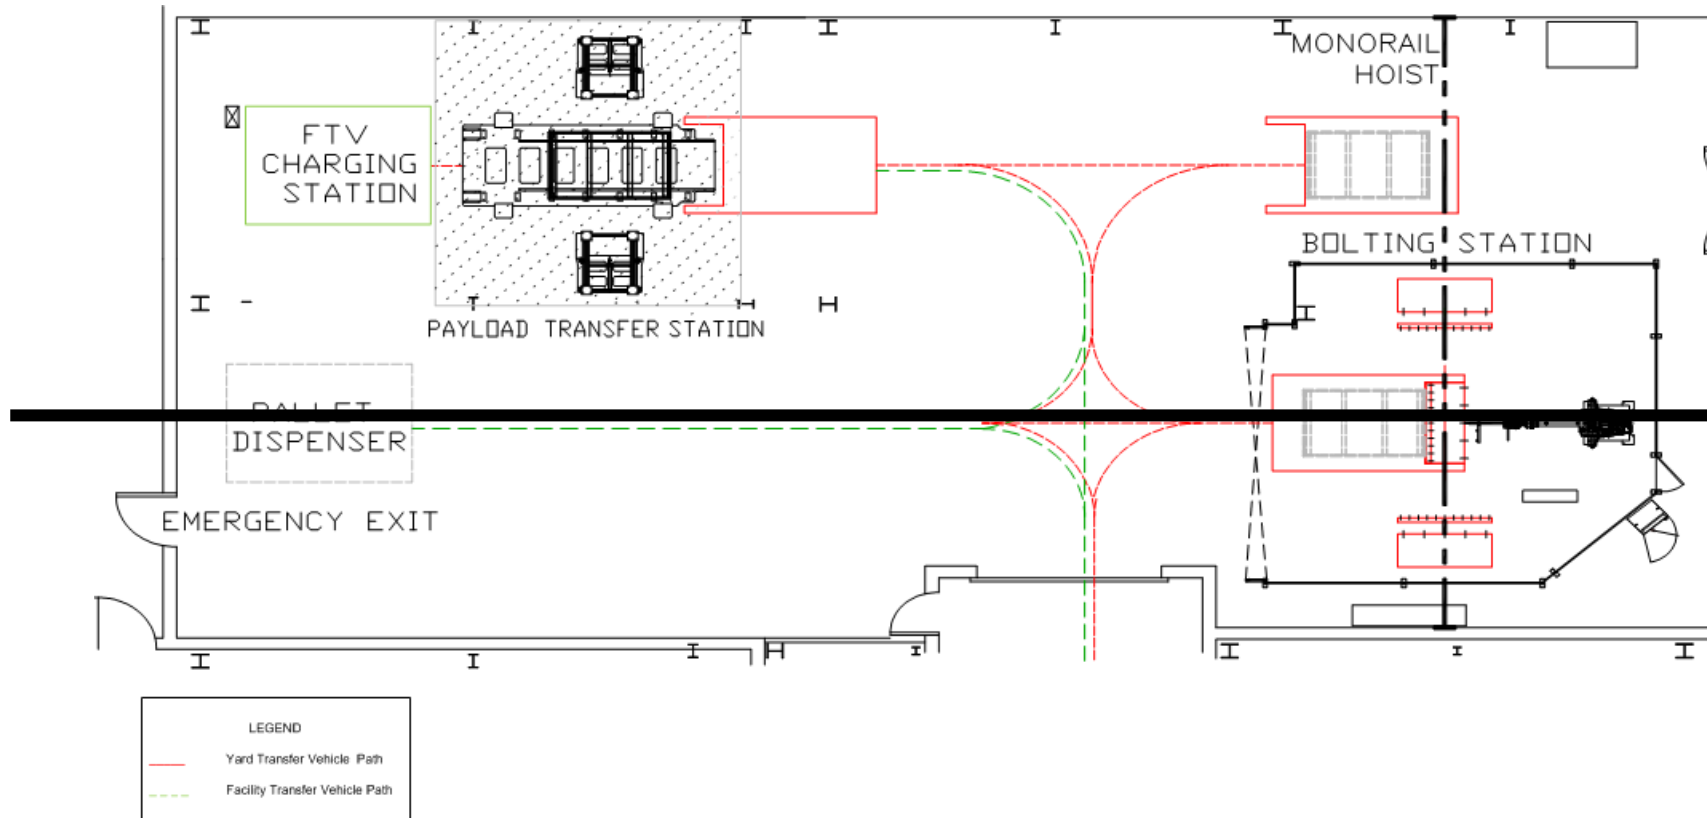 MONORAIL
HOIST
FTV
CHARGING
STATION
BOLTING STATION
PAYLOAD TRANSFER STATION
PALLET
DISPENSER
EMERGENCY EXIT
LEGEND
Yard Transfer Vehicle Path
Facility Transfer Vehicle Path